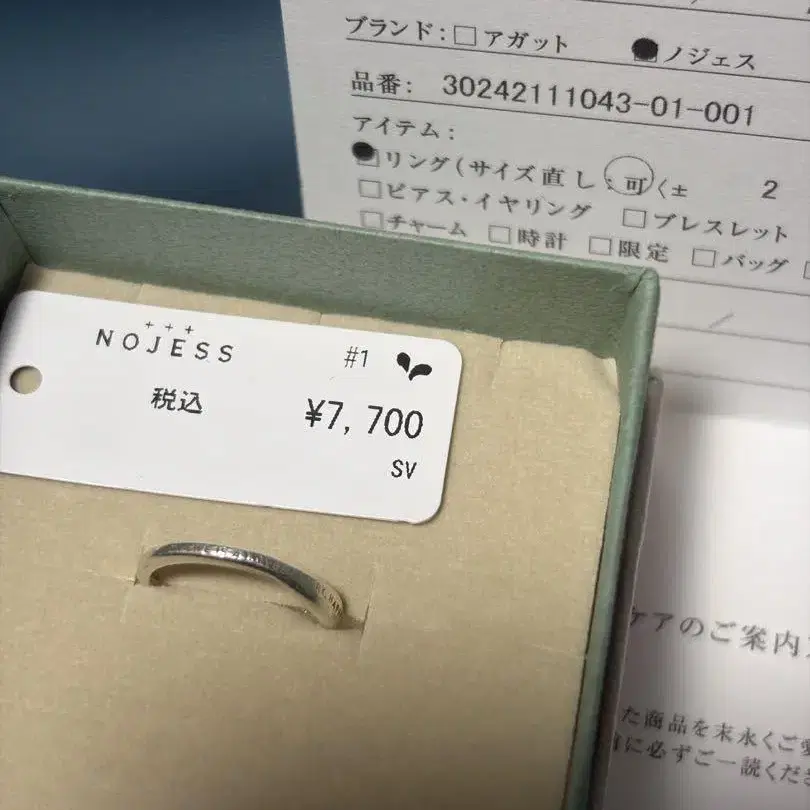 ブランド: □アガット ノジェス
品番: 30242111043-01-001
アイテム:
リング(サイズ直し:可(± 2
□ピアス・イヤリング □ブレスレット
□チャーム □時計 □限定 □バッグ
NOJESS #1
税込 ¥7,700
SV
ケアのご案内
た商品を末永くご愛
に必ずご一読くださ